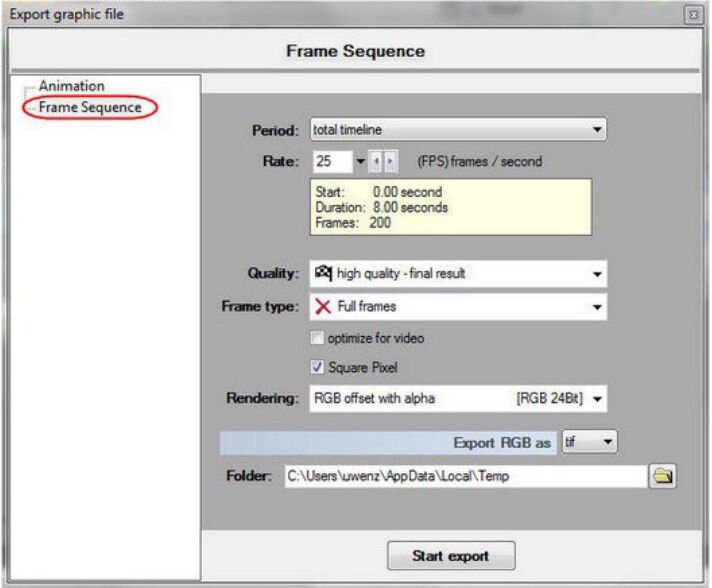 Export graphic file
Frame Sequence
Animation
Frame Sequence
Period: total timeline
Rate: 25 (FPS) frames / second
Start: 0.00 second
Duration: 8.00 seconds
Frames: 200
Quality: high quality - final result
Frame type: Full frames
optimize for video
Square Pixel
Rendering: RGB offset with alpha [RGB 24Bit]
Export RGB as tif
Folder: C:\Users\uwenz\AppData\Local\Temp
Start export